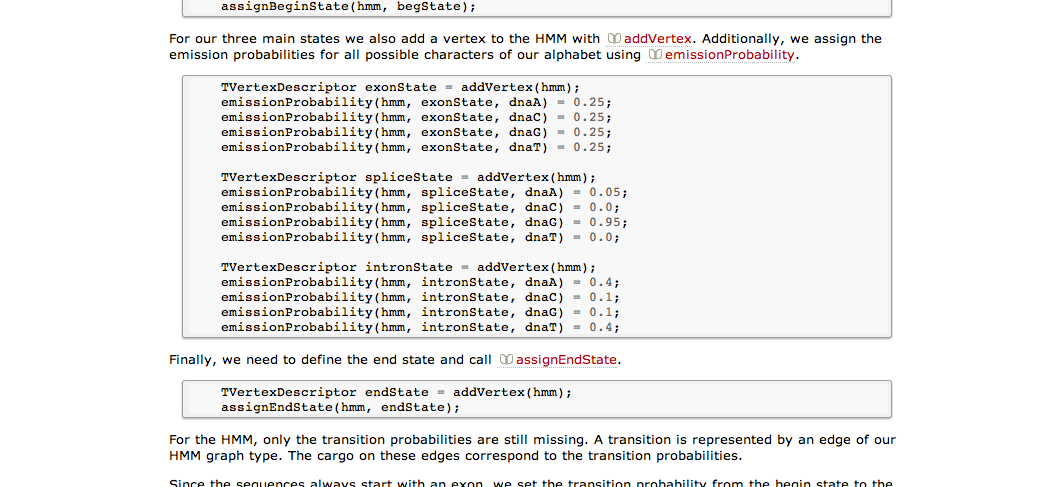 assignBeginState(hmm, begState);
For our three main states we also add a vertex to the HMM with addVertex. Additionally, we assign the
emission probabilities for all possible characters of our alphabet using emissionProbability.
TVertexDescriptor exonState = addVertex(hmm);
emissionProbability(hmm, exonState, dnaA) = 0.25;
emissionProbability(hmm, exonState, dnaC) = 0.25;
emissionProbability(hmm, exonState, dnaG) = 0.25;
emissionProbability(hmm, exonState, dnaT) = 0.25;
TVertexDescriptor spliceState = addVertex(hmm);
emissionProbability(hmm, spliceState, dnaA) = 0.05;
emissionProbability(hmm, spliceState, dnaC) = 0.0;
emissionProbability(hmm, spliceState, dnaG) = 0.95;
emissionProbability(hmm, spliceState, dnaT) = 0.0;
TVertexDescriptor intronState = addVertex(hmm);
emissionProbability(hmm, intronState, dnaA) = 0.4;
emissionProbability(hmm, intronState, dnaC) = 0.1;
emissionProbability(hmm, intronState, dnaG) = 0.1;
emissionProbability(hmm, intronState, dnaT) = 0.4;
Finally, we need to define the end state and call assignEndState.
TVertexDescriptor endState = addVertex(hmm);
assignEndState(hmm, endState);
For the HMM, only the transition probabilities are still missing. A transition is represented by an edge of our
HMM graph type. The cargo on these edges correspond to the transition probabilities.
Since the sequences always start with an exon, we set the transition probability from the begin state to the